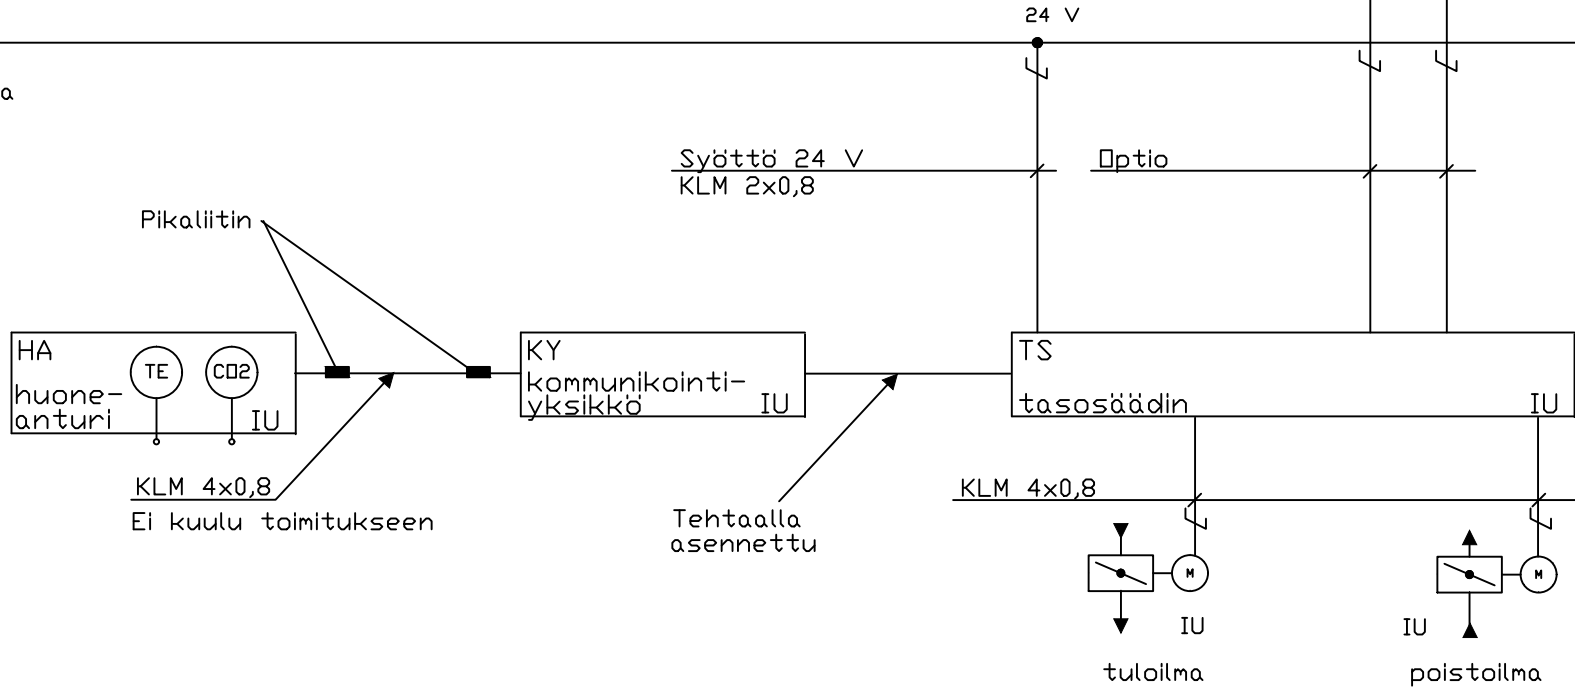 24 V
a
Syöttö 24 V
KLM 2x0,8
Optio
Pikaliitin
HA
TE
CO2
huone-
anturi
IU
KY
kommunikointi-
yksikkö
IU
TS
tasosäädin
IU
KLM 4x0,8
Ei kuulu toimitukseen
Tehtaalla
asennettu
KLM 4x0,8
M
M
IU
IU
tuloilma
poistoilma